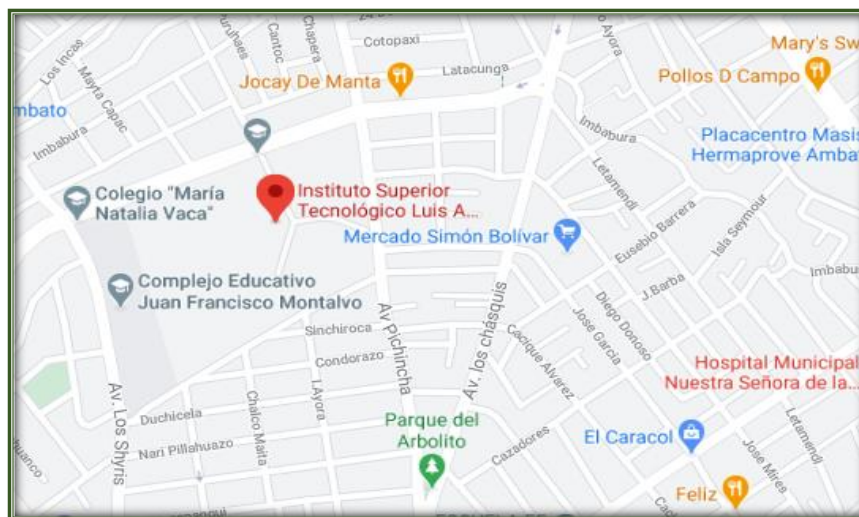 Cotopaxi
Latacunga
Jocay De Manta
Chapera
Cantoc
Los Incas
Mayta Capac
mbato
Imbabura
Mary's Sw
Pollos D Campo
Imbabura
Placacentro Masis
Hermaprove Ambat
Letamendi
Colegio "María
Natalia Vaca"
Instituto Superior
Tecnológico Luis A...
Mercado Simón Bolívar
Eusebio Barrera
Isla Seymour
J.Barba
Imbabu
Complejo Educativo
Juan Francisco Montalvo
Diego Donoso
Jose Garcia
Sinchiroca
Condorazo
Av Pichincha
Av. los chasquis
Cacique Alvarez
Hospital Municipal
Nuestra Señora de la...
Av. Los Shyris
Duchicela
Chalco Maita
I.Ayora
Nari Pillahuazo
Parque del
Arbolito
Cazadores
El Caracol
Letamendi
Jose Mires
Feliz